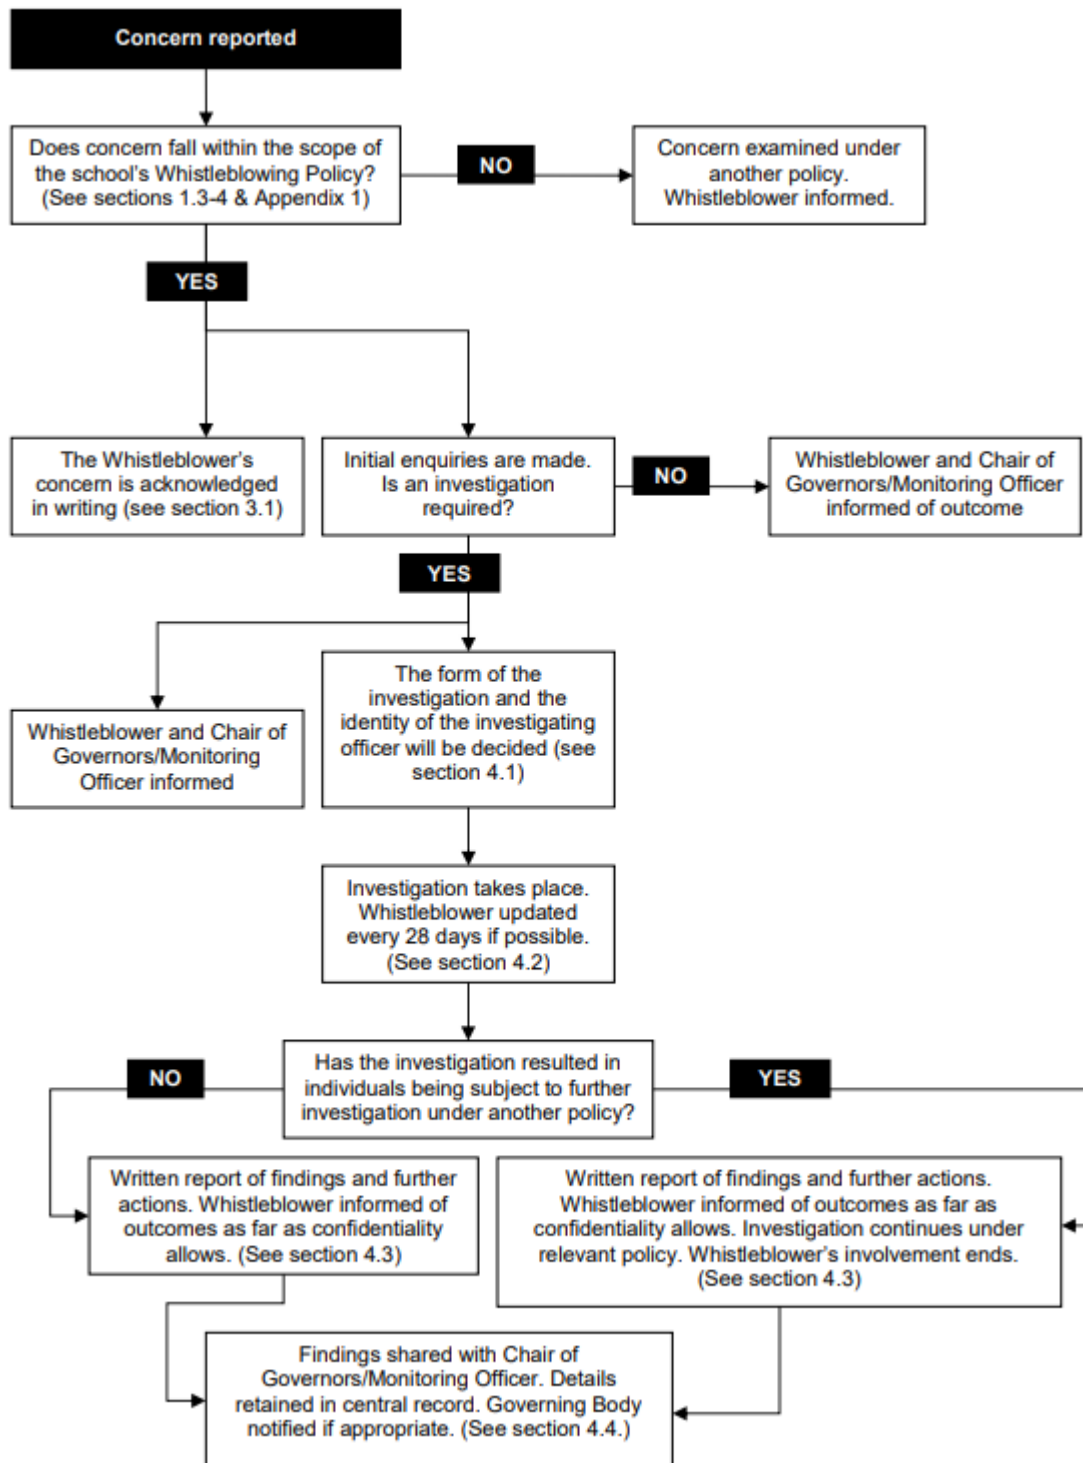 Concern reported
Does concern fall within the scope of
the school's Whistleblowing Policy?
(See sections 1.3-4 & Appendix 1)
NO
Concern examined under
another policy.
Whistleblower informed.
YES
The Whistleblower's
concern is acknowledged
in writing (see section 3.1)
Initial enquiries are made.
Is an investigation
required?
NO
Whistleblower and Chair of
Governors/Monitoring Officer
informed of outcome
YES
Whistleblower and Chair of
Governors/Monitoring
Officer informed
The form of the
investigation and the
identity of the investigating
officer will be decided (see
section 4.1)
Investigation takes place.
Whistleblower updated
every 28 days if possible.
(See section 4.2)
Has the investigation resulted in
individuals being subject to further
investigation under another policy?
NO
YES
Written report of findings and further
actions. Whistleblower informed of
outcomes as far as confidentiality
allows. (See section 4.3)
Written report of findings and further actions.
Whistleblower informed of outcomes as far as
confidentiality allows. Investigation continues under
relevant policy. Whistleblower's involvement ends.
(See section 4.3)
Findings shared with Chair of
Governors/Monitoring Officer. Details
retained in central record. Governing Body
notified if appropriate. (See section 4.4.)